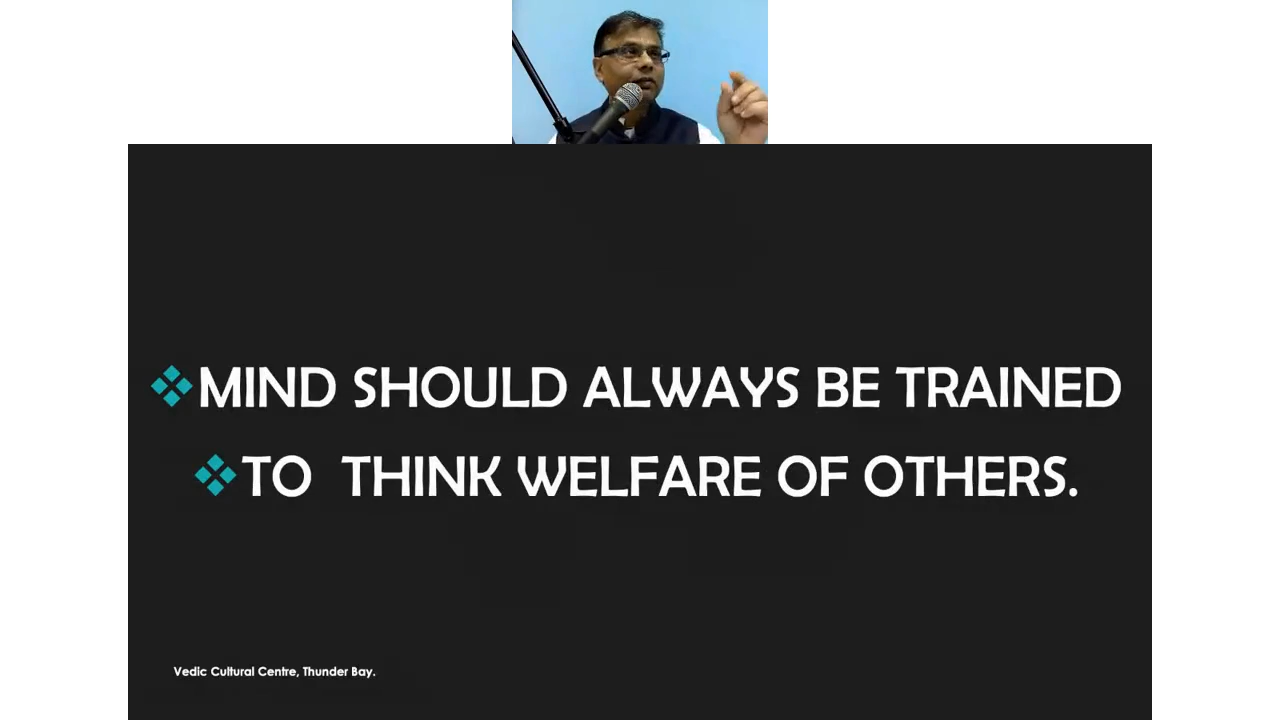 MIND SHOULD ALWAYS BE TRAINED
TO THINK WELFARE OF OTHERS.
Vedic Cultural Centre, Thunder Bay.